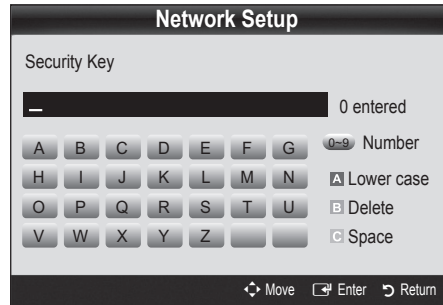 Network Setup
Security Key
_
0 entered
A B C D E F G
0~9 Number
H I J K L M N
A Lower case
O P Q R S T U
B Delete
V W X Y Z
C Space
Move Enter Return